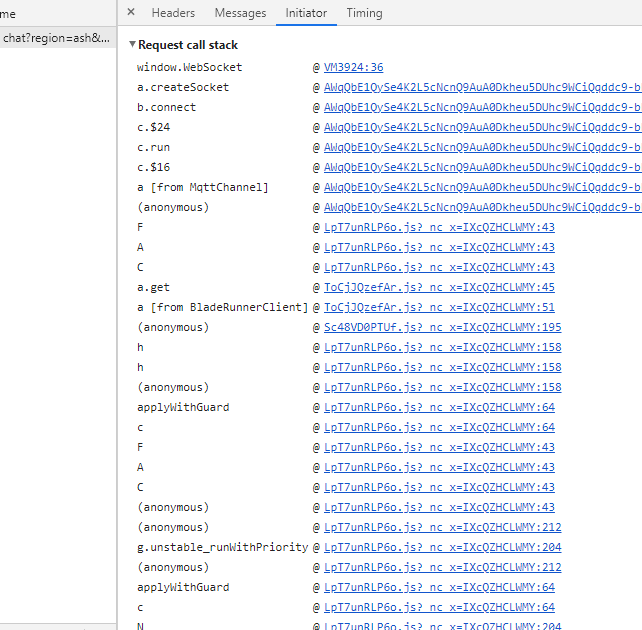 me
× Headers Messages Initiator Timing
chat?region=ash&...
▼Request call stack
window.WebSocket @ VM3924:36
a.createSocket @ AWqQbE1QySe4K2L5cNcnQ9AuA0Dkheu5DUhc9WCiQqddc9-b
b.connect @ AWqQbE1QySe4K2L5cNcnQ9AuA0Dkheu5DUhc9WCiQqddc9-b
c.$24 @ AWqQbE1QySe4K2L5cNcnQ9AuA0Dkheu5DUhc9WCiQqddc9-b
c.run @ AWqQbE1QySe4K2L5cNcnQ9AuA0Dkheu5DUhc9WCiQqddc9-b
c.$16 @ AWqQbE1QySe4K2L5cNcnQ9AuA0Dkheu5DUhc9WCiQqddc9-b
a [from MqttChannel] @ AWqQbE1QySe4K2L5cNcnQ9AuA0Dkheu5DUhc9WCiQqddc9-b
(anonymous) @ AWqQbE1QySe4K2L5cNcnQ9AuA0Dkheu5DUhc9WCiQqddc9-b
F @ LpT7unRLP6o.js?_nc_x=IXcQZHCLWMY:43
A @ LpT7unRLP6o.js?_nc_x=IXcQZHCLWMY:43
C @ LpT7unRLP6o.js?_nc_x=IXcQZHCLWMY:43
a.get @ ToCjJQzefAr.js?_nc_x=IXcQZHCLWMY:45
a [from BladeRunnerClient] @ ToCjJQzefAr.js?_nc_x=IXcQZHCLWMY:51
(anonymous) @ Sc48VD0PTUf.js?_nc_x=IXcQZHCLWMY:195
h @ LpT7unRLP6o.js?_nc_x=IXcQZHCLWMY:158
h @ LpT7unRLP6o.js?_nc_x=IXcQZHCLWMY:158
(anonymous) @ LpT7unRLP6o.js?_nc_x=IXcQZHCLWMY:158
applyWithGuard @ LpT7unRLP6o.js?_nc_x=IXcQZHCLWMY:64
c @ LpT7unRLP6o.js?_nc_x=IXcQZHCLWMY:64
F @ LpT7unRLP6o.js?_nc_x=IXcQZHCLWMY:43
A @ LpT7unRLP6o.js?_nc_x=IXcQZHCLWMY:43
C @ LpT7unRLP6o.js?_nc_x=IXcQZHCLWMY:43
(anonymous) @ LpT7unRLP6o.js?_nc_x=IXcQZHCLWMY:43
(anonymous) @ LpT7unRLP6o.js?_nc_x=IXcQZHCLWMY:212
g.unstable_runWithPriority @ LpT7unRLP6o.js?_nc_x=IXcQZHCLWMY:204
(anonymous) @ LpT7unRLP6o.js?_nc_x=IXcQZHCLWMY:212
applyWithGuard @ LpT7unRLP6o.js?_nc_x=IXcQZHCLWMY:64
c @ LpT7unRLP6o.js?_nc_x=IXcQZHCLWMY:64
N @ LpT7unRLP6o.js?_nc_x=IXcQZHCLWMY:204